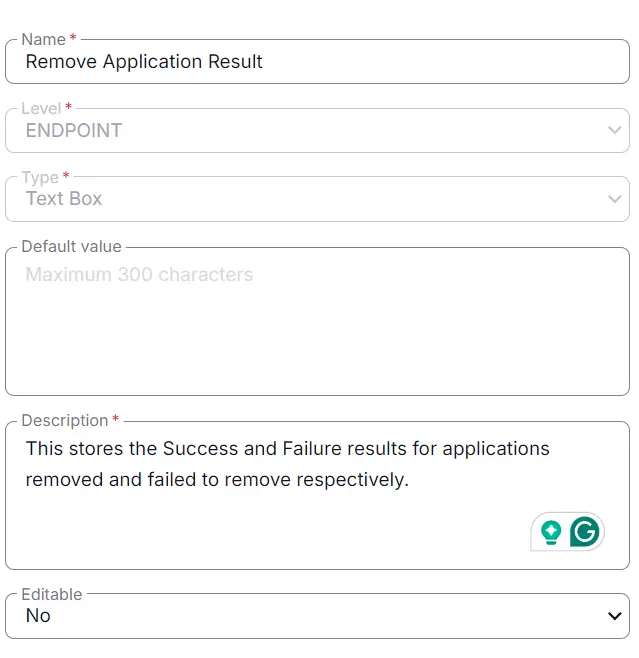 Name *
Remove Application Result
Level *
ENDPOINT
Type *
Text Box
Default value
Maximum 300 characters
Description *
This stores the Success and Failure results for applications
removed and failed to remove respectively.
G
Editable
No